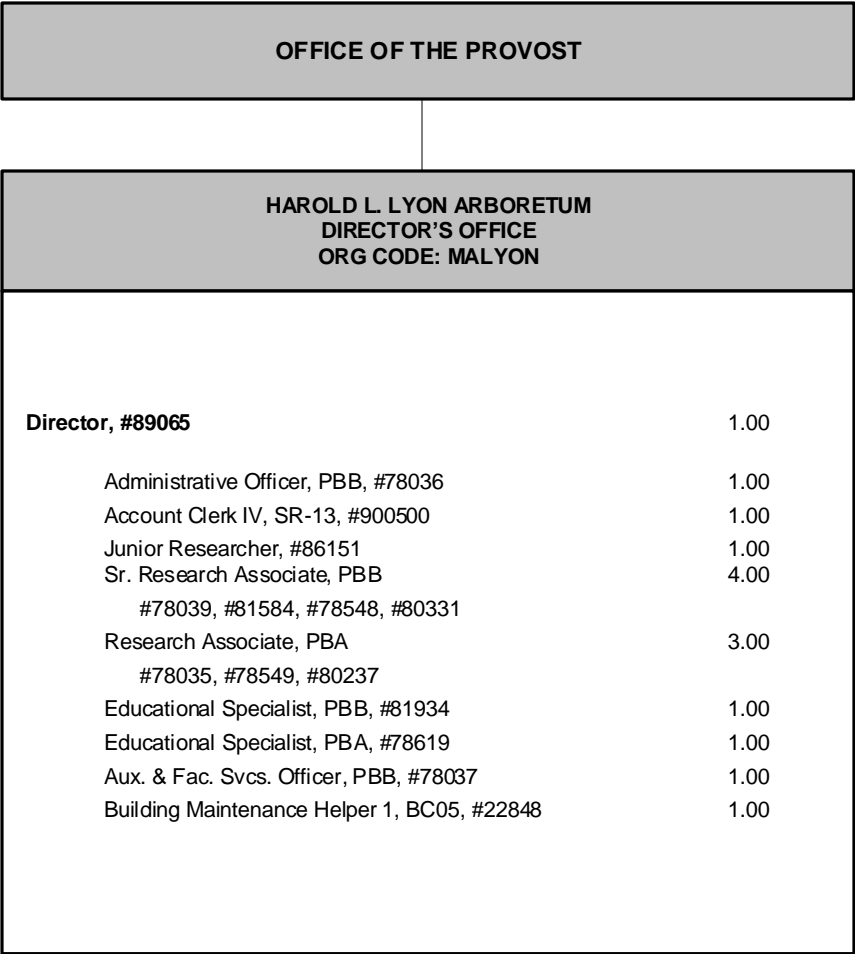 OFFICE OF THE PROVOST
HAROLD L. LYON ARBORETUM
DIRECTOR'S OFFICE
ORG CODE: MALYON
Director, #89065 1.00
Administrative Officer, PBB, #78036 1.00
Account Clerk IV, SR-13, #900500 1.00
Junior Researcher, #86151 1.00
Sr. Research Associate, PBB 4.00
#78039, #81584, #78548, #80331
Research Associate, PBA 3.00
#78035, #78549, #80237
Educational Specialist, PBB, #81934 1.00
Educational Specialist, PBA, #78619 1.00
Aux. & Fac. Svcs. Officer, PBB, #78037 1.00
Building Maintenance Helper 1, BC05, #22848 1.00